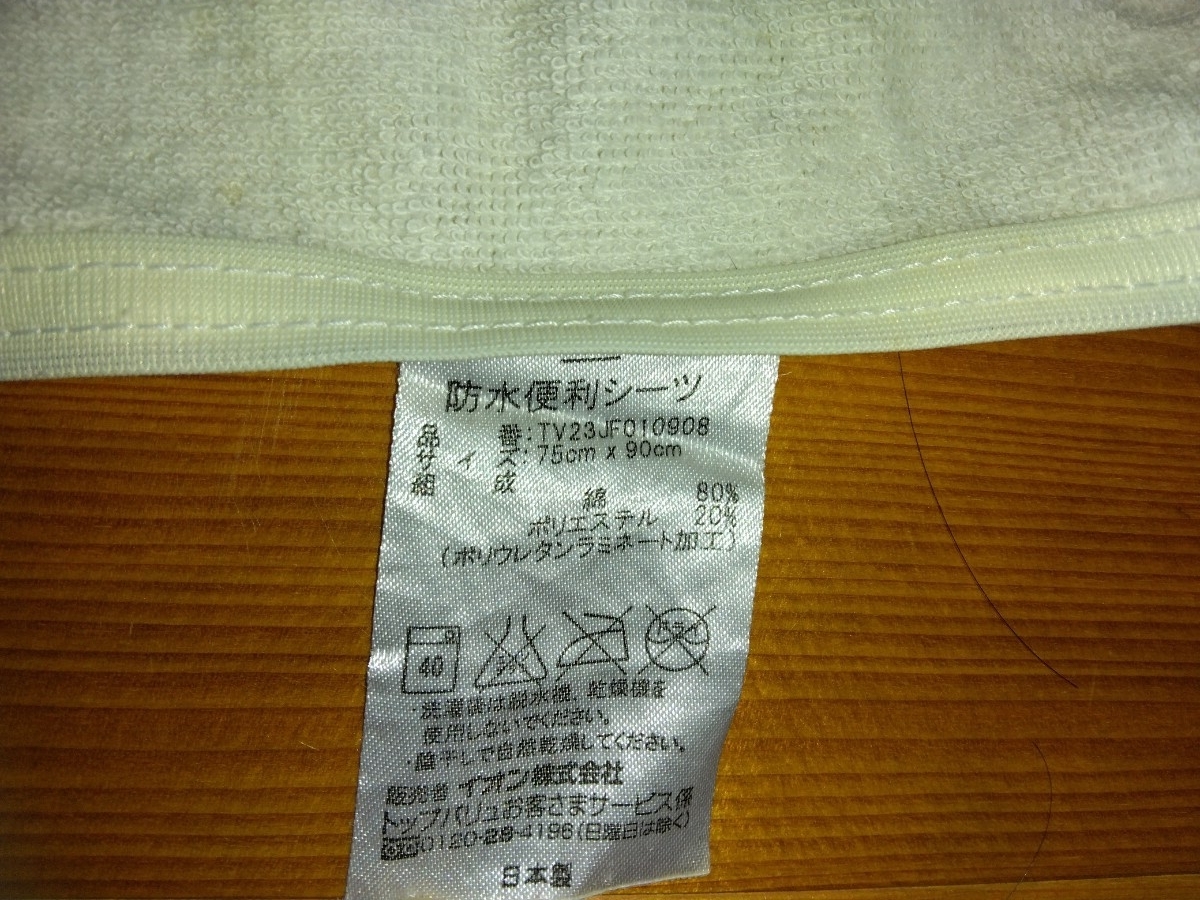 防水便利シーツ
品 番:TV23JF010908
サ イ ズ:75cm x 90cm
組 成
綿 80%
ポリエステル 20%
(ポリウレタンラミネート加工)
40
・洗濯後は脱水機、乾燥機を
使用しないでください。
・陰干しで自然乾燥してください。
販売者 イオン株式会社
トップバリュお客さまサービス係
0120-28-4196(日曜日は除く)
日本製